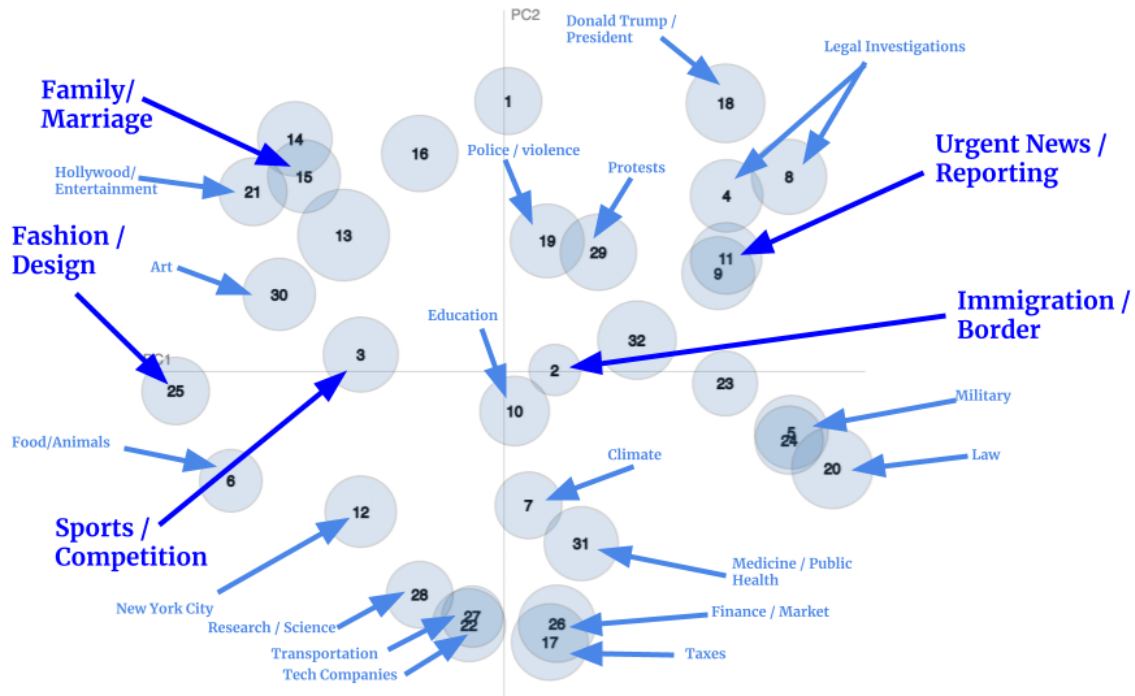 PC2
Donald Trump /
President
Legal Investigations
Family/
Marriage
1
18
14
16
Police / violence
Urgent News /
Reporting
Hollywood/
Entertainment
15
21
Protests
8
4
Fashion /
Design
13
19
29
11
9
Art
30
Education
Immigration /
Border
32
PC1
3
2
23
25
10
Military
5
24
Food/Animals
6
Climate
20
Law
7
12
Sports /
Competition
31
Medicine / Public
Health
New York City
28
Research / Science
27
22
26
Finance / Market
17
Transportation
Taxes
Tech Companies